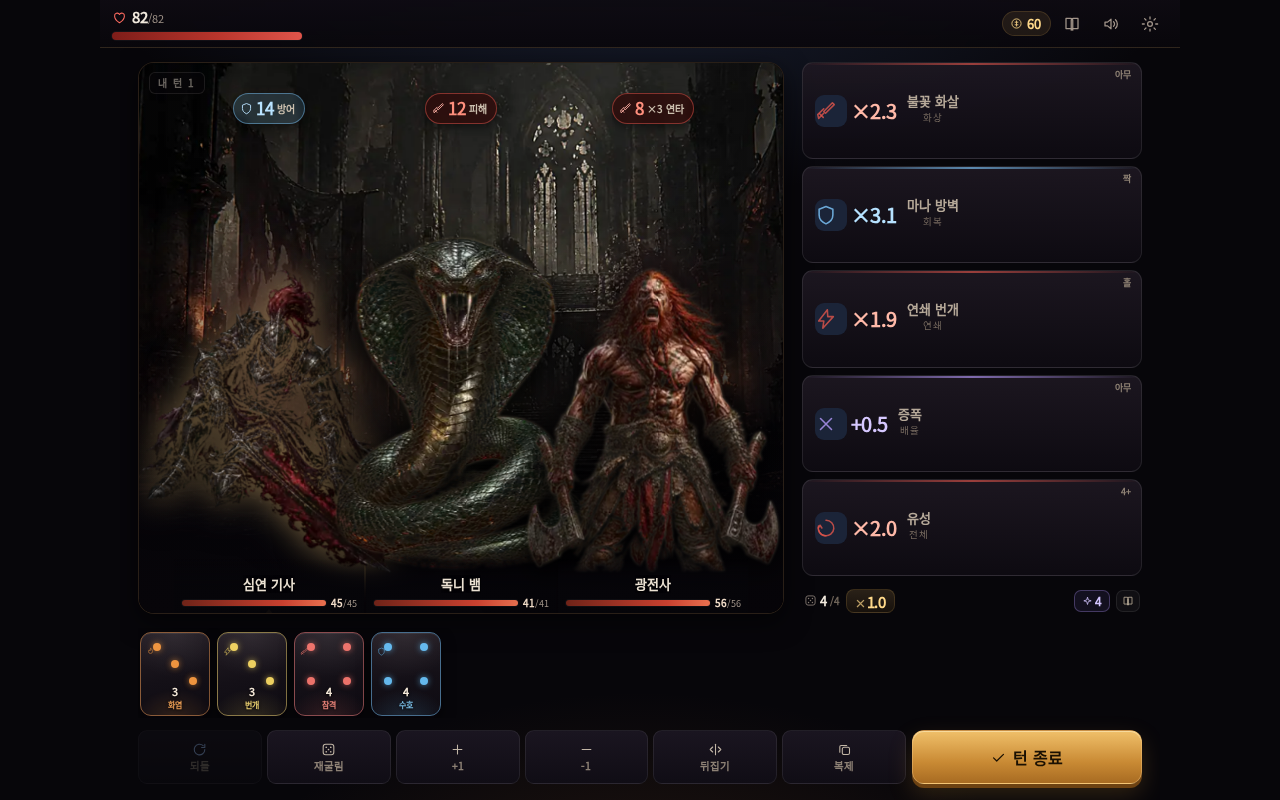 82/82
60
내 턴 1
14 방어
12 피해
8 ×3 연타
심연 기사
45/45
독니 뱀
41/41
광전사
56/56
아무
×2.3
불꽃 화살
화상
짝
×3.1
마나 방벽
회복
홀
×1.9
연쇄 번개
연쇄
아무
+0.5
증폭
배율
4+
×2.0
유성
전체
4/4
×1.0
4
3
화염
3
번개
4
참격
4
수호
되돌
재굴림
+1
-1
뒤집기
복제
턴 종료